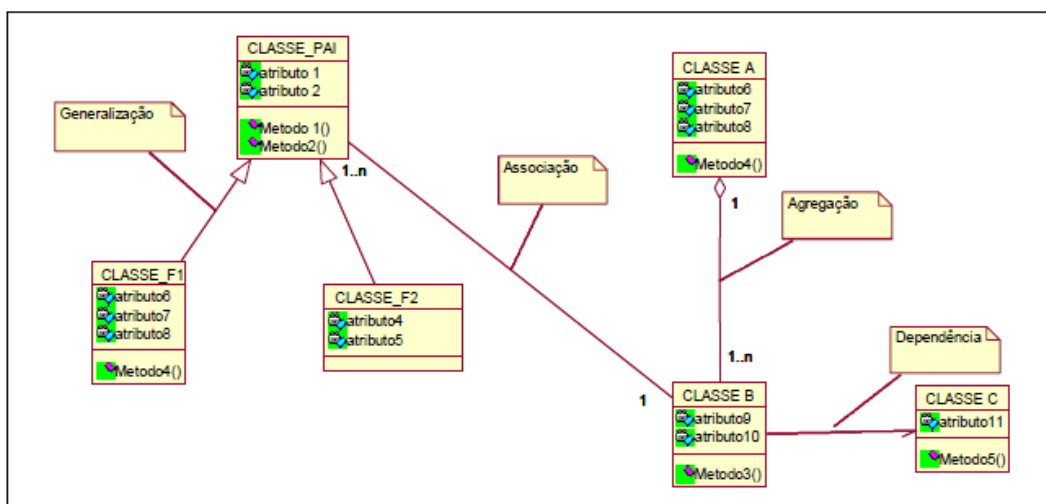 CLASSE_PAI
atributo 1
atributo 2
Metodo 1()
Metodo2()
1..n
Generalização
CLASSE A
atributo6
atributo7
atributo8
Metodo4()
1
Associação
Agregação
CLASSE_F1
atributo6
atributo7
atributo8
Metodo4()
CLASSE_F2
atributo4
atributo5
1..n
1
Dependência
CLASSE B
atributo9
atributo10
Metodo3()
CLASSE C
atributo11
Metodo5()